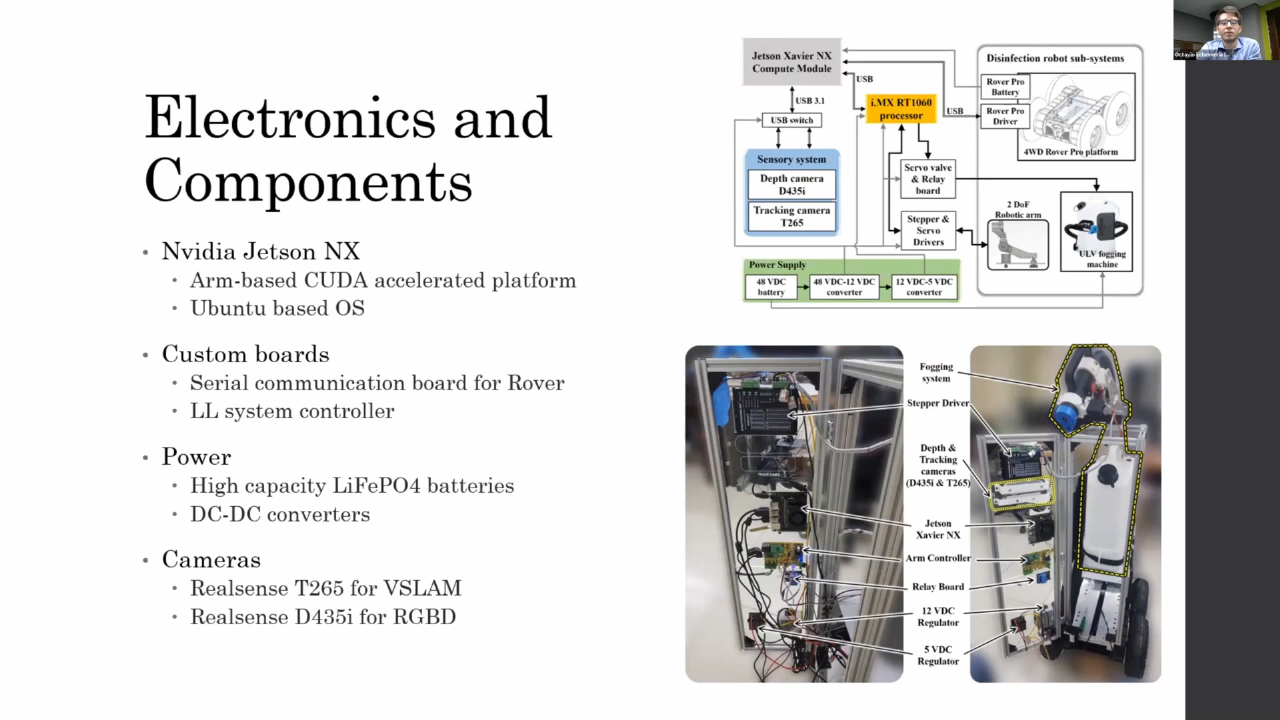 Electronics and
Components
• Nvidia Jetson NX
• Arm-based CUDA accelerated platform
• Ubuntu based OS
• Custom boards
• Serial communication board for Rover
• LL system controller
• Power
• High capacity LiFePO4 batteries
• DC-DC converters
• Cameras
• Realsense T265 for VSLAM
• Realsense D435i for RGBD
Jetson Xavier NX
Compute Module
USB 3.1
USB switch
Sensory system
Depth camera
D435i
Tracking camera
T265
USB
i.MX RT1060
processor
USB
Servo valve
& Relay
board
Stepper &
Servo
Drivers
Disinfection robot sub-systems
Rover Pro
Battery
Rover Pro
Driver
4WD Rover Pro platform
2 DoF
Robotic arm
ULV fogging
machine
Power Supply
48 VDC
battery
48 VDC-12 VDC
converter
12 VDC-5 VDC
converter
Fogging
system
Stepper Driver
Depth &
Tracking
cameras
(D435i & T265)
Jetson
Xavier NX
Arm Controller
Relay Board
12 VDC
Regulator
5 VDC
Regulator